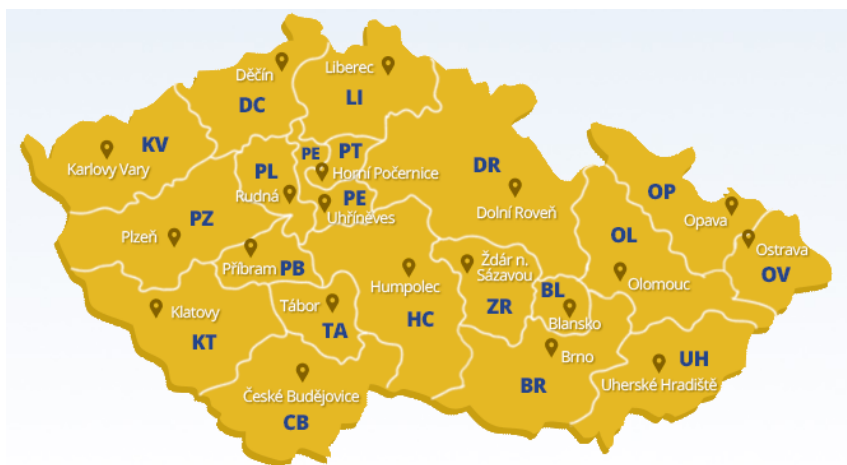 Děčín
DC
Liberec
LI
KV
Karlovy Vary
PE
PT
Horní Počernice
PL
Rudná
PE
Uhříněves
DR
Dolní Roveň
OP
Opava
OL
Olomouc
Ostrava
OV
PZ
Plzeň
Příbram
PB
Humpolec
HC
Ždár n.
Sázavou
ZR
BL
Blansko
Klatovy
KT
Tábor
TA
Brno
BR
UH
Uherské Hradiště
České Budějovice
CB